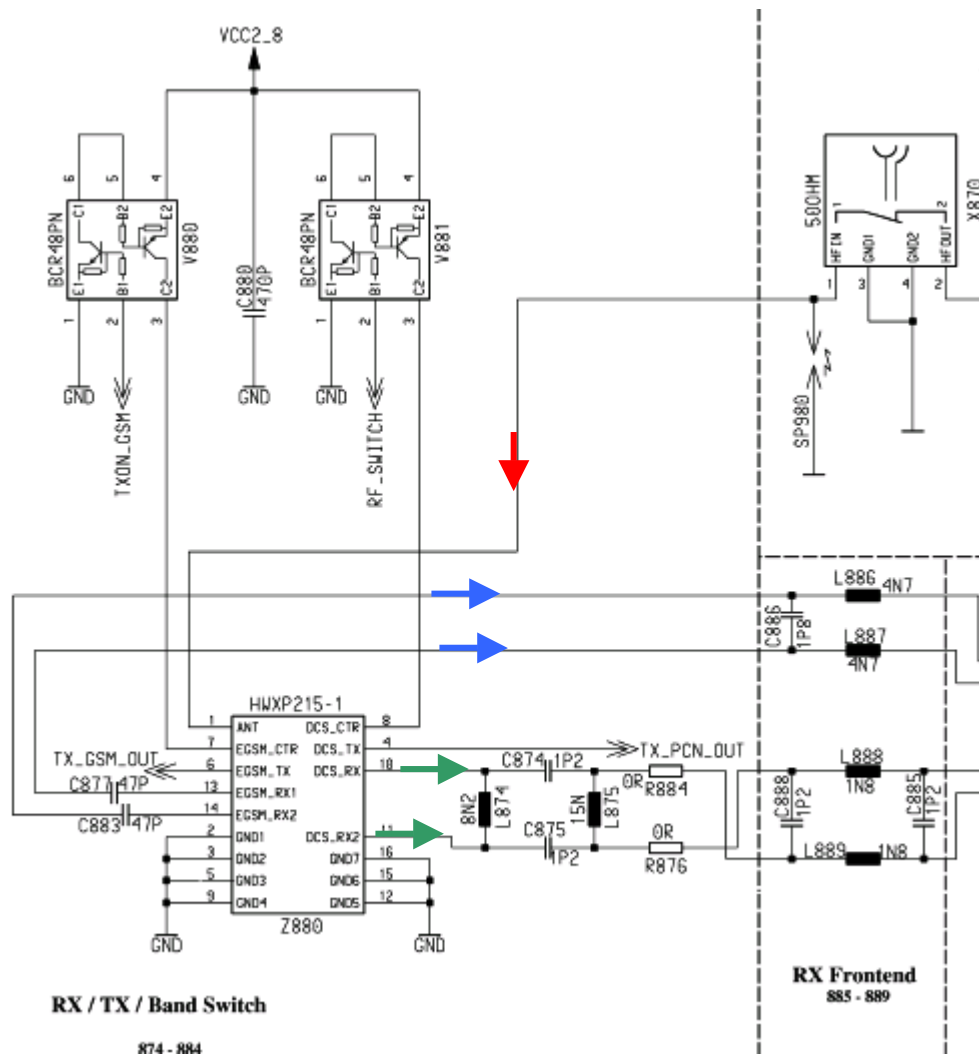 VCC2_8
6 5 4
C1 B2 E2
BCR48PN
V880
E1 B1 C2
1 2 3
GND
TXON_GSM
C880
470P
GND
6 5 4
C1 B2 E2
BCR48PN
V881
E1 B1 C2
1 2 3
GND
RF_SWITCH
50OHM
X870
1 2
HFIN GND1 GND2 HFOUT
1 3 4 2
SP980
L886 4N7
C886
1P8
L887
4N7
HWXP215-1
1 ANT DCS_CTR 8
7 EGSM_CTR DCS_TX 4
TX_PCN_OUT
TX_GSM_OUT
6 EGSM_TX DCS_RX 10
C877 47P
13 EGSM_RX1
14 EGSM_RX2
C883 47P
2 GND1 DCS_RX2 11
3 GND2 GND7 16
5 GND3 GND6 15
9 GND4 GND5 12
Z880
GND
GND
C874 1P2
8N2
L874
15N
L875
0R
R884
C875
1P2
0R
R876
L888
1N8
C888
1P2
C885
1P2
L889 1N8
RX / TX / Band Switch
874 - 884
RX Frontend
885 - 889